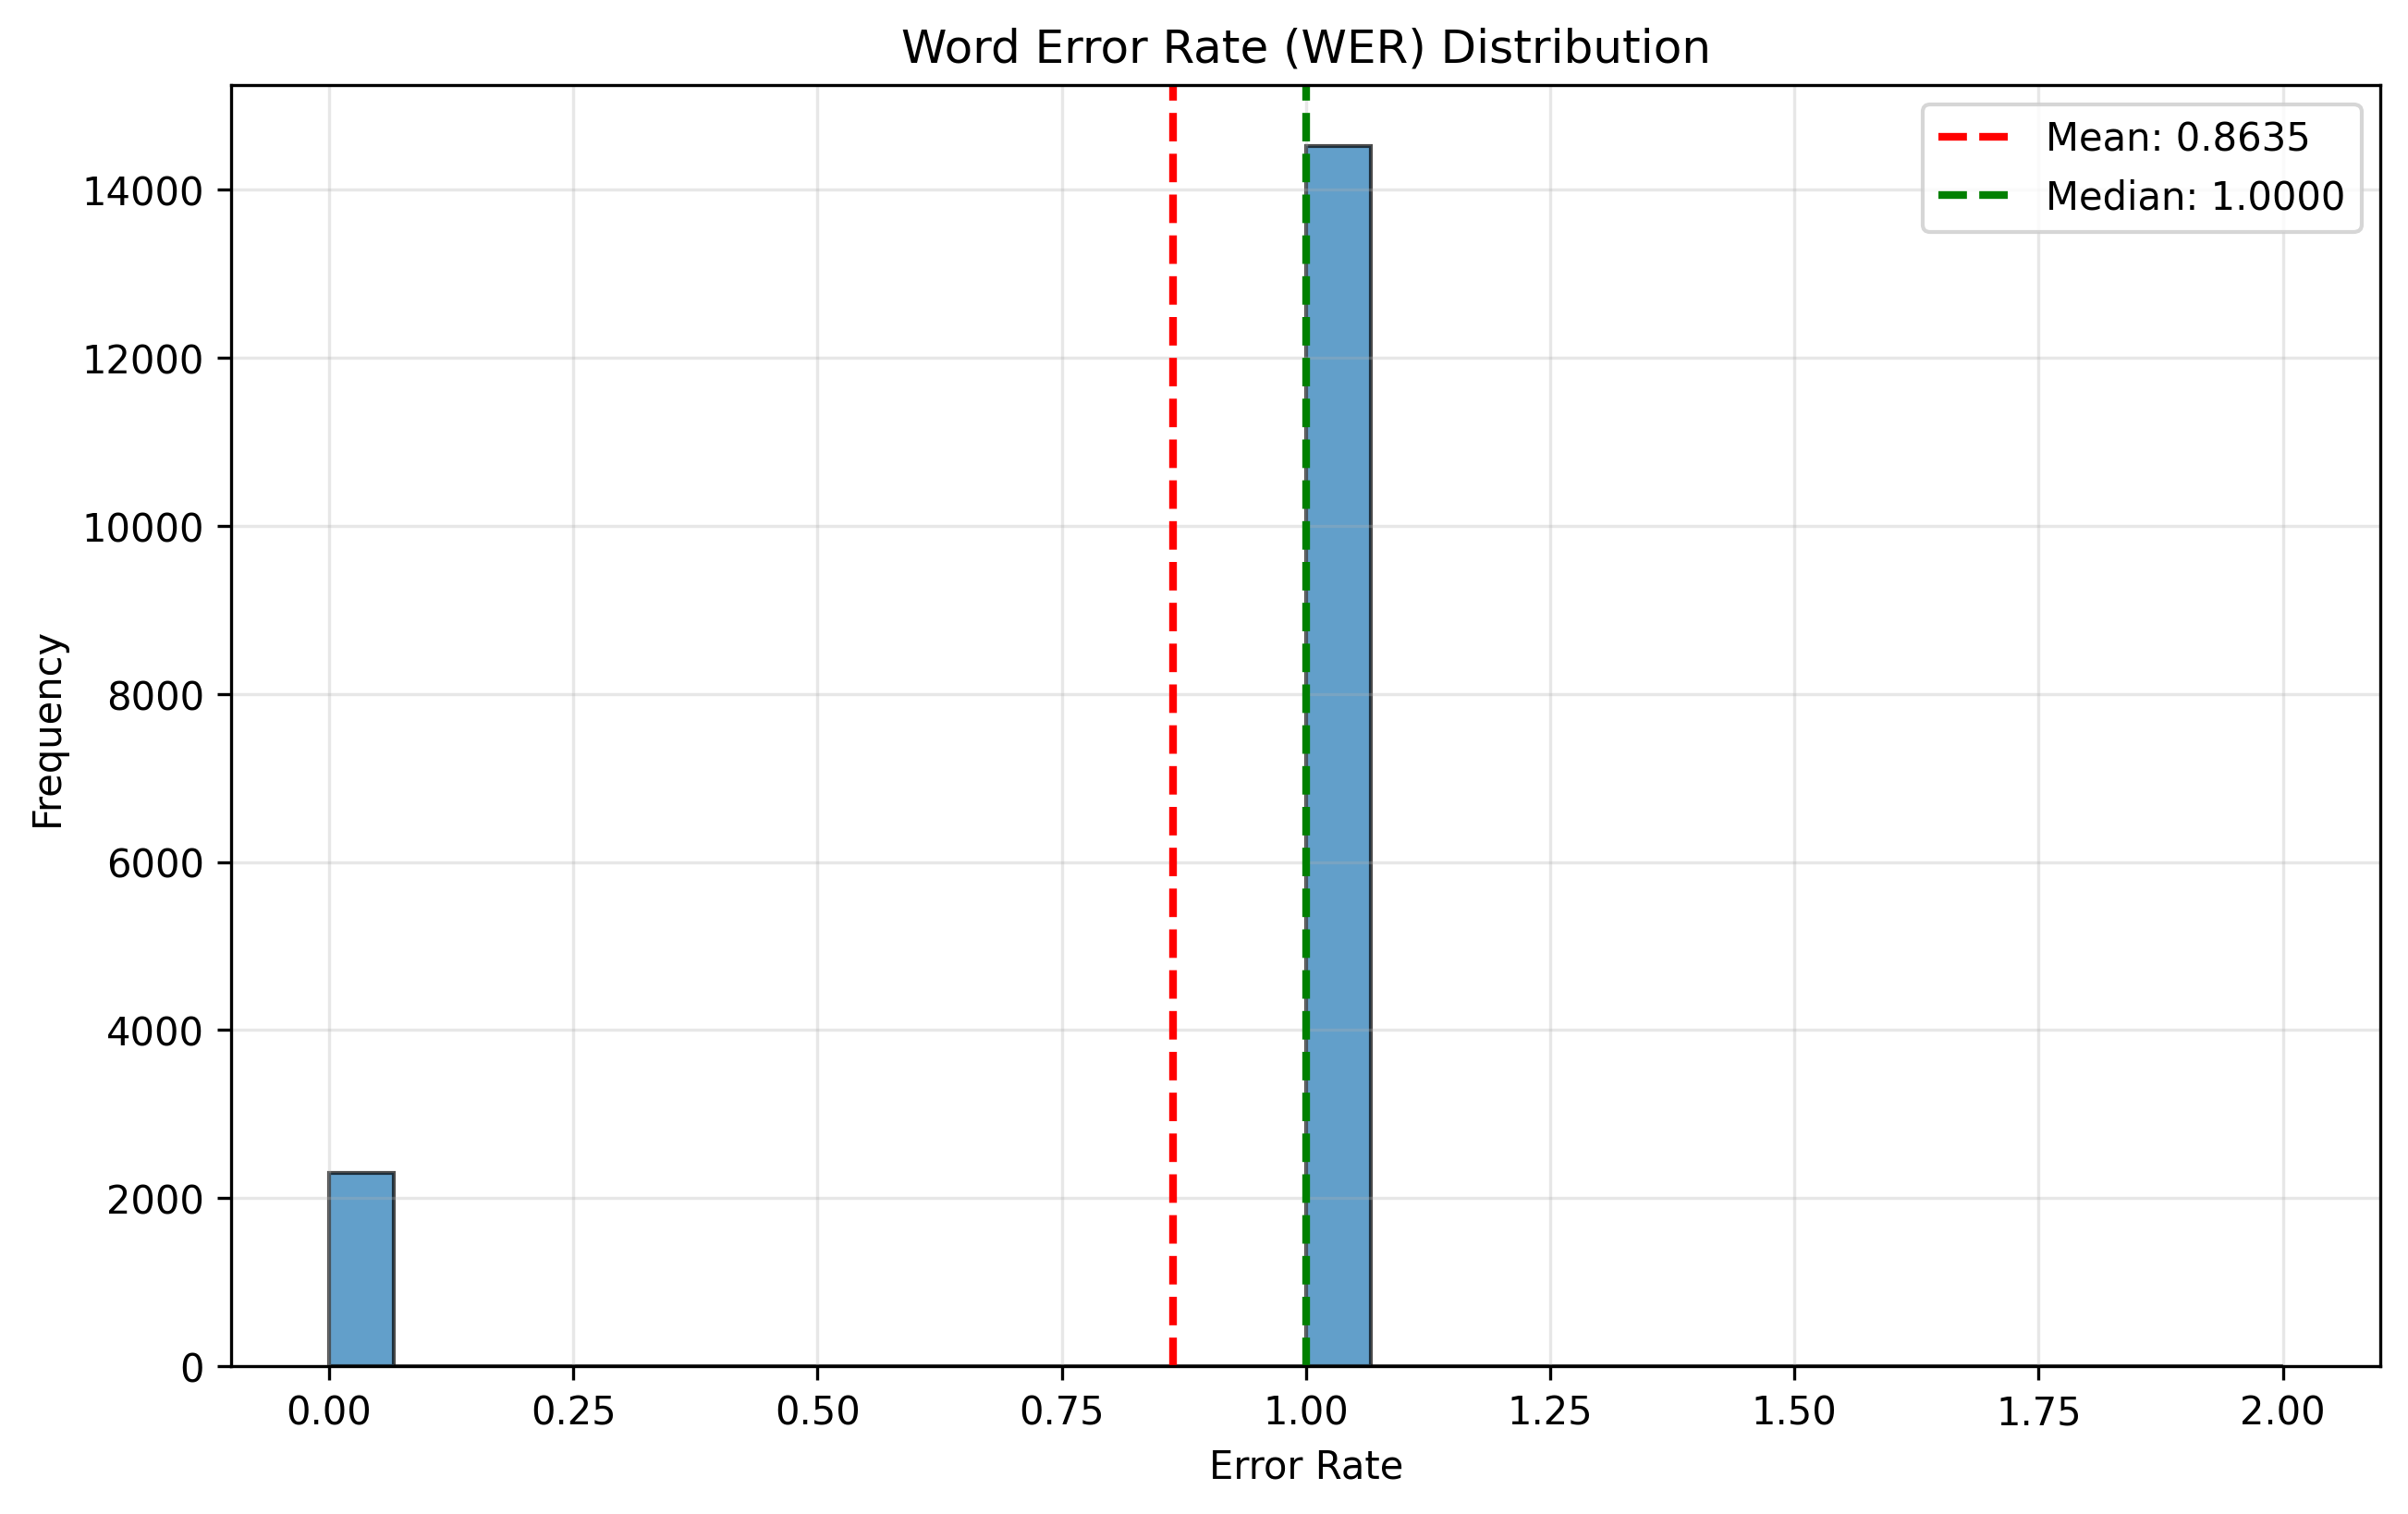 Word Error Rate (WER) Distribution
Mean: 0.8635
Median: 1.0000
14000
12000
10000
8000
6000
4000
2000
0
Frequency
0.00 0.25 0.50 0.75 1.00 1.25 1.50 1.75 2.00
Error Rate